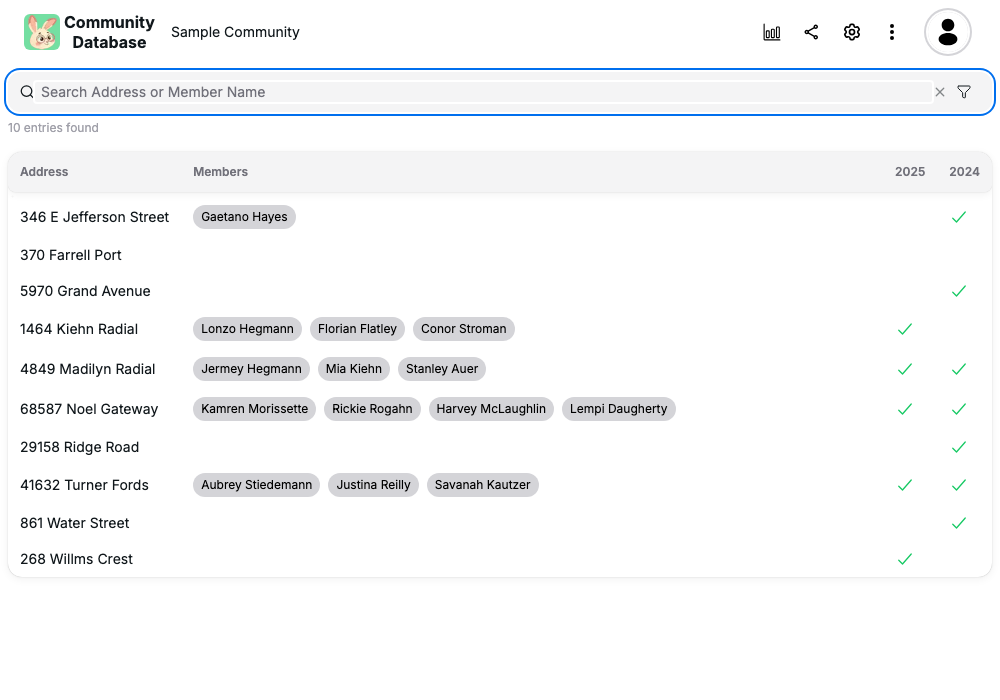 Community
Database
Sample Community
Search Address or Member Name
10 entries found
Address Members 2025 2024
346 E Jefferson Street Gaetano Hayes
370 Farrell Port
5970 Grand Avenue
1464 Kiehn Radial Lonzo Hegmann Florian Flatley Conor Stroman
4849 Madilyn Radial Jermey Hegmann Mia Kiehn Stanley Auer
68587 Noel Gateway Kamren Morissette Rickie Rogahn Harvey McLaughlin Lempi Daugherty
29158 Ridge Road
41632 Turner Fords Aubrey Stiedemann Justina Reilly Savanah Kautzer
861 Water Street
268 Willms Crest